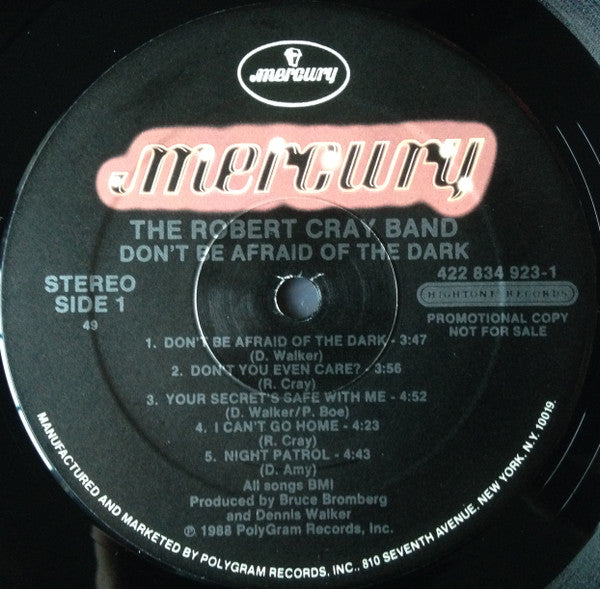 mercury
mercury
THE ROBERT CRAY BAND
DON'T BE AFRAID OF THE DARK
STEREO
SIDE 1
49
422 834 923-1
HIGHTONE RECORDS
PROMOTIONAL COPY
NOT FOR SALE
1. DON'T BE AFRAID OF THE DARK - 3:47
(D. Walker)
2. DON'T YOU EVEN CARE? - 3:56
(R. Cray)
3. YOUR SECRET'S SAFE WITH ME - 4:52
(D. Walker/P. Boe)
4. I CAN'T GO HOME - 4:23
(R. Cray)
5. NIGHT PATROL - 4:43
(D. Amy)
All songs BMI
Produced by Bruce Bromberg
and Dennis Walker
℗ 1988 PolyGram Records, Inc.
MANUFACTURED AND MARKETED BY POLYGRAM RECORDS, INC., 810 SEVENTH AVENUE, NEW YORK, N.Y. 10019.